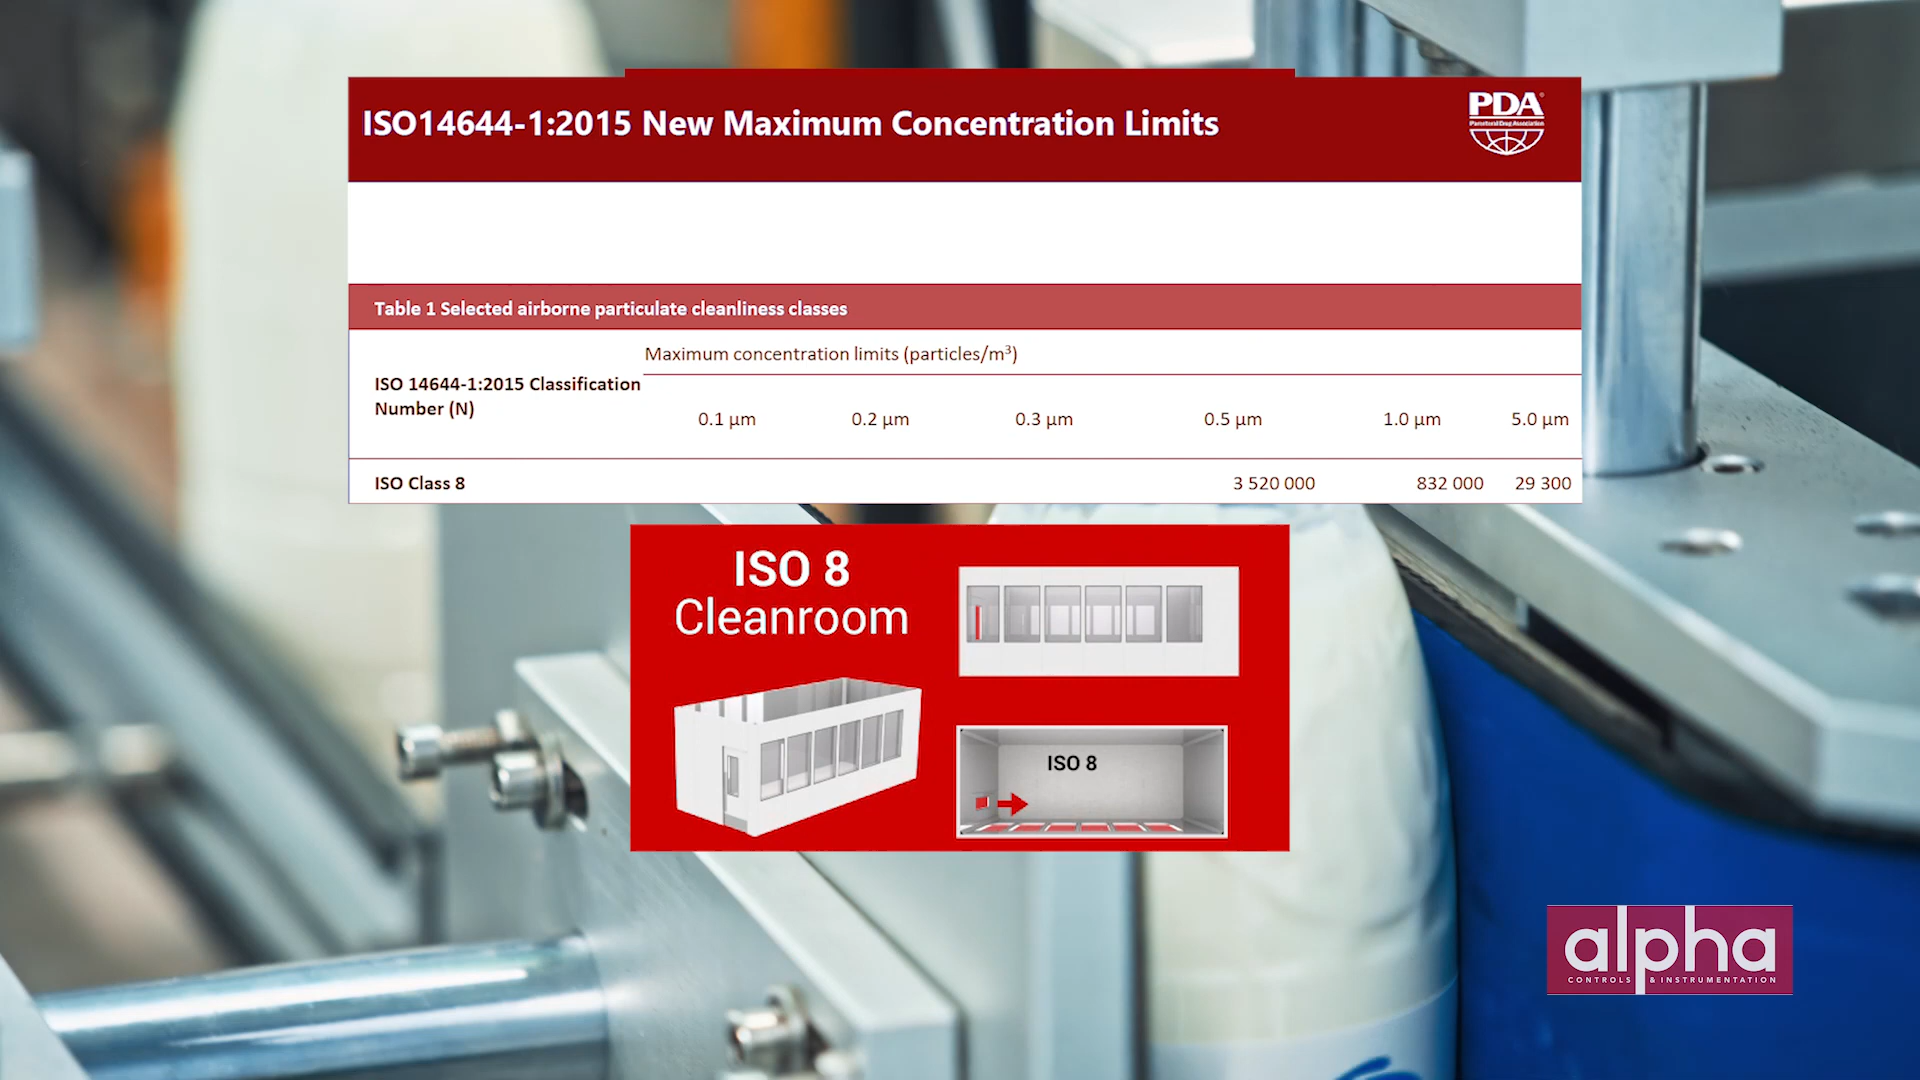 ISO14644-1:2015 New Maximum Concentration Limits
PDA
Parenteral Drug Association
Table 1 Selected airborne particulate cleanliness classes
Maximum concentration limits (particles/m³)
ISO 14644-1:2015 Classification
Number (N)
0.1 µm 0.2 µm 0.3 µm 0.5 µm 1.0 µm 5.0 µm
ISO Class 8 3 520 000 832 000 29 300
ISO 8
Cleanroom
ISO 8
alpha
CONTROLS & INSTRUMENTATION